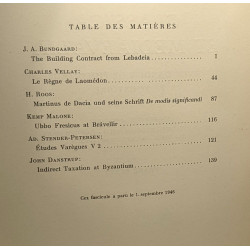 TABLE DES MATIÈRES
J. A. BUNDGAARD:
The Building Contract from Lebadeia 1
CHARLES VELLAY:
Le Règne de Laomédon 44
H. ROOS:
Martinus de Dacia und seine Schrift De modis significandi 87
KEMP MALONE:
Ubbo Fresicus at Brávellir 116
AD. STENDER-PETERSEN:
Études Varègues V 2 121
JOHN DANSTRUP:
Indirect Taxation at Byzantium 139
Cet fascicule a paru le 1. septembre 1946